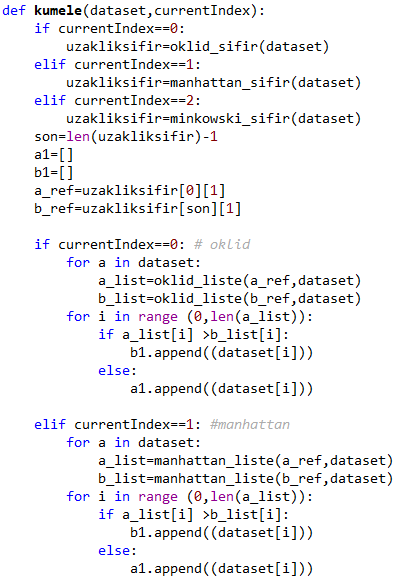 def kumele(dataset,currentIndex):
    if currentIndex==0:
        uzakliksifir=oklid_sifir(dataset)
    elif currentIndex==1:
        uzakliksifir=manhattan_sifir(dataset)
    elif currentIndex==2:
        uzakliksifir=minkowski_sifir(dataset)
    son=len(uzakliksifir)-1
    a1=[]
    b1=[]
    a_ref=uzakliksifir[0][1]
    b_ref=uzakliksifir[son][1]

    if currentIndex==0: # oklid
        for a in dataset:
            a_list=oklid_liste(a_ref,dataset)
            b_list=oklid_liste(b_ref,dataset)
        for i in range (0,len(a_list)):
            if a_list[i] >b_list[i]:
                b1.append((dataset[i]))
            else:
                a1.append((dataset[i]))

    elif currentIndex==1: #manhattan
        for a in dataset:
            a_list=manhattan_liste(a_ref,dataset)
            b_list=manhattan_liste(b_ref,dataset)
        for i in range (0,len(a_list)):
            if a_list[i] >b_list[i]:
                b1.append((dataset[i]))
            else:
                a1.append((dataset[i]))